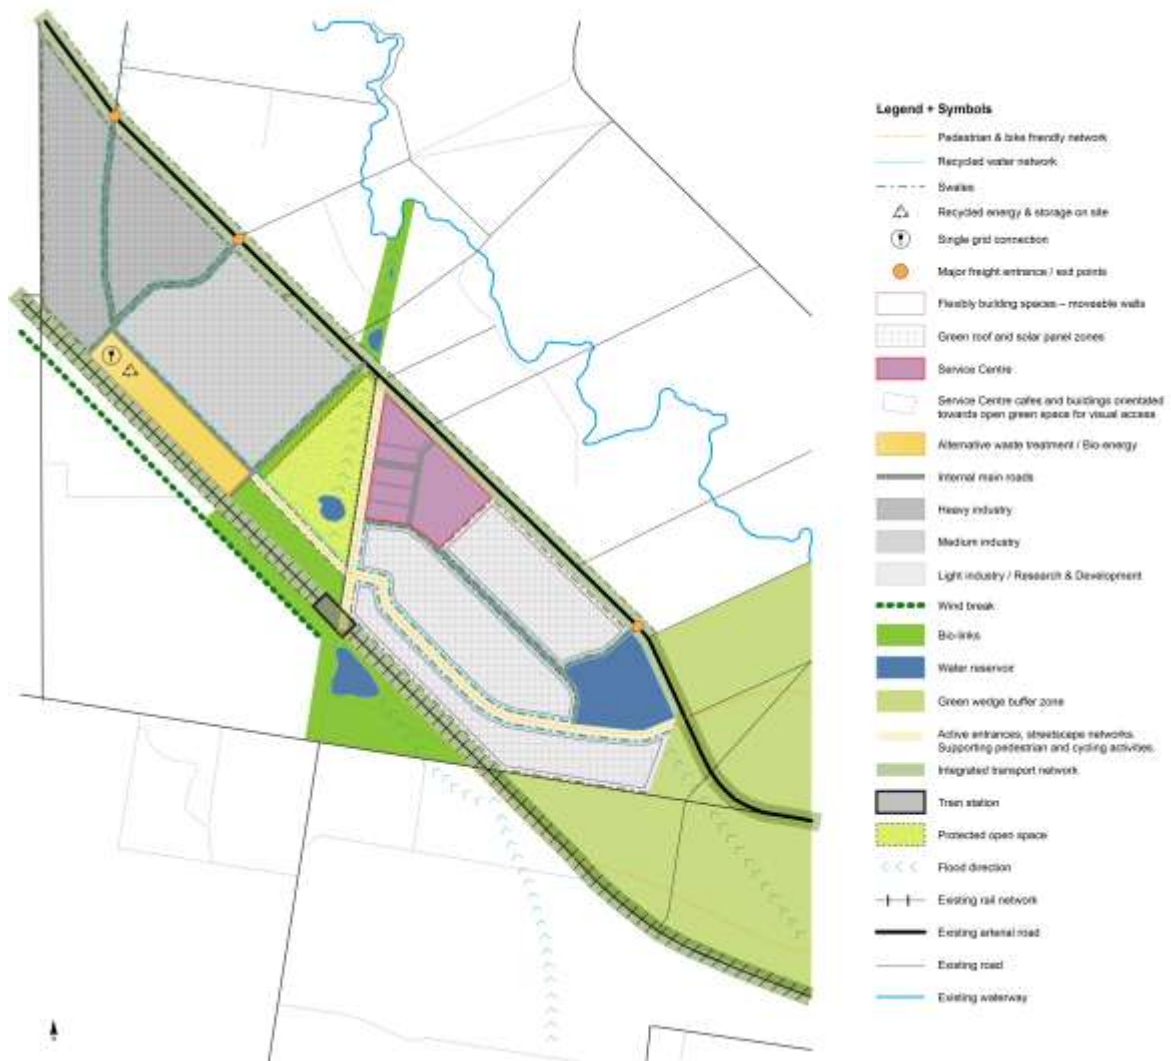 Legend + Symbols
Pedestrian & bike friendly network
Recycled water network
Swales
Recycled energy & storage on site
Single grid connection
Major freight entrance / exit points
Flexibly building spaces – moveable walls
Green roof and solar panel zones
Service Centre
Service Centre cafes and buildings orientated
towards open green space for visual access
Alternative waste treatment / Bio-energy
Internal main roads
Heavy industry
Medium industry
Light industry / Research & Development
Wind break
Bio-links
Water reservoir
Green wedge buffer zone
Active entrances, streetscape networks.
Supporting pedestrian and cycling activities.
Integrated transport network
Train station
Protected open space
Flood direction
Existing rail network
Existing arterial road
Existing road
Existing waterway